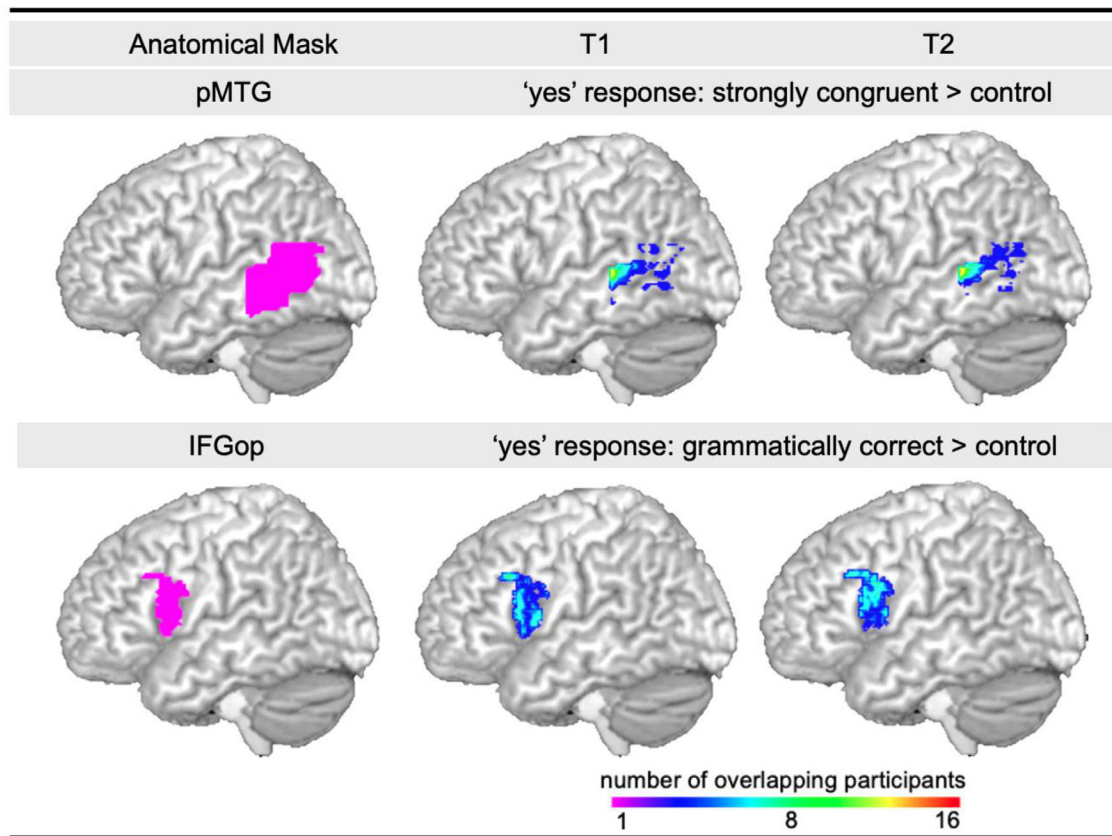 Anatomical Mask T1 T2
pMTG ‘yes’ response: strongly congruent > control
IFGop ‘yes’ response: grammatically correct > control
number of overlapping participants
1 8 16